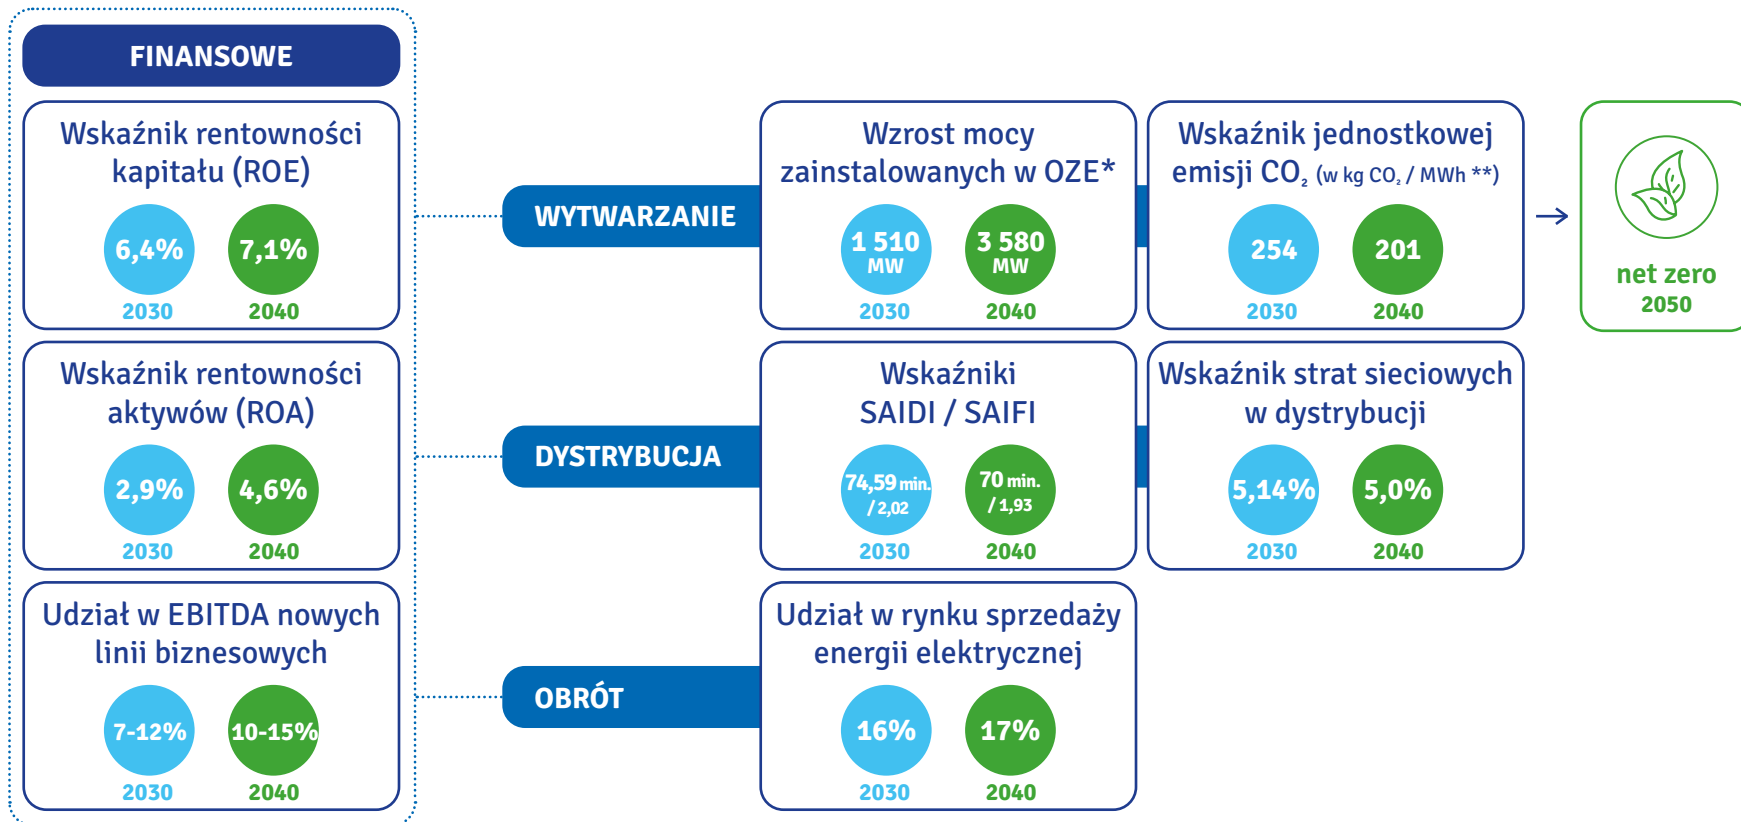 FINANSOWE
Wskaźnik rentowności
kapitału (ROE)
6,4%
7,1%
2030
2040
Wskaźnik rentowności
aktywów (ROA)
2,9%
4,6%
2030
2040
Udział w EBITDA nowych
linii biznesowych
7-12%
10-15%
2030
2040
WYTWARZANIE
Wzrost mocy
zainstalowanych w OZE*
1 510
MW
3 580
MW
2030
2040
Wskaźnik jednostkowej
emisji CO₂ (w kg CO₂ / MWh **)
254
201
2030
2040
net zero
2050
DYSTRYBUCJA
Wskaźniki
SAIDI / SAIFI
74,59 min.
/ 2,02
70 min.
/ 1,93
2030
2040
Wskaźnik strat sieciowych
w dystrybucji
5,14%
5,0%
2030
2040
OBRÓT
Udział w rynku sprzedaży
energii elektrycznej
16%
17%
2030
2040